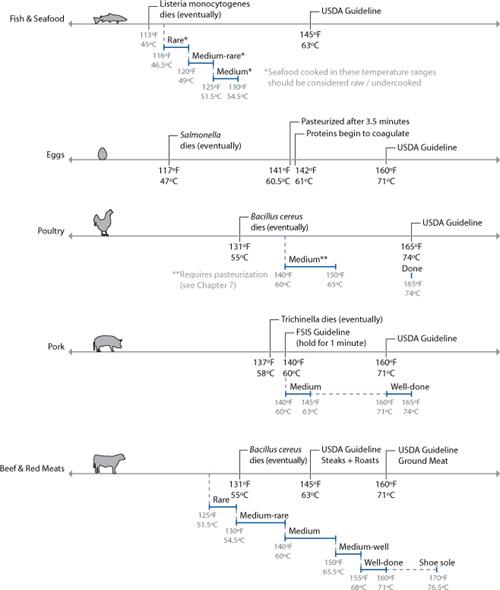 Fish & Seafood
Listeria monocytogenes
dies (eventually)
USDA Guideline
113ºF
45ºC
145ºF
63ºC
Rare*
116ºF
46.5ºC
Medium-rare*
120ºF
49ºC
Medium*
125ºF
51.5ºC
130ºF
54.5ºC
*Seafood cooked in these temperature ranges
should be considered raw / undercooked
Eggs
Salmonella
dies (eventually)
Pasteurized after 3.5 minutes
Proteins begin to coagulate
USDA Guideline
117ºF
47ºC
141ºF
60.5ºC
142ºF
61ºC
160ºF
71ºC
Poultry
Bacillus cereus
dies (eventually)
USDA Guideline
131ºF
55ºC
165ºF
74ºC
Medium**
140ºF
60ºC
150ºF
65ºC
Done
165ºF
74ºC
**Requires pasteurization
(see Chapter 7)
Pork
Trichinella dies (eventually)
FSIS Guideline
(hold for 1 minute)
USDA Guideline
137ºF
58ºC
140ºF
60ºC
160ºF
71ºC
Medium
140ºF
60ºC
145ºF
63ºC
Well-done
160ºF
71ºC
165ºF
74ºC
Beef & Red Meats
Bacillus cereus
dies (eventually)
USDA Guideline
Steaks + Roasts
USDA Guideline
Ground Meat
131ºF
55ºC
145ºF
63ºC
160ºF
71ºC
Rare
125ºF
51.5ºC
Medium-rare
130ºF
54.5ºC
Medium
140ºF
60ºC
Medium-well
150ºF
65.5ºC
Well-done
155ºF
68ºC
160ºF
71ºC
Shoe sole
170ºF
76.5ºC